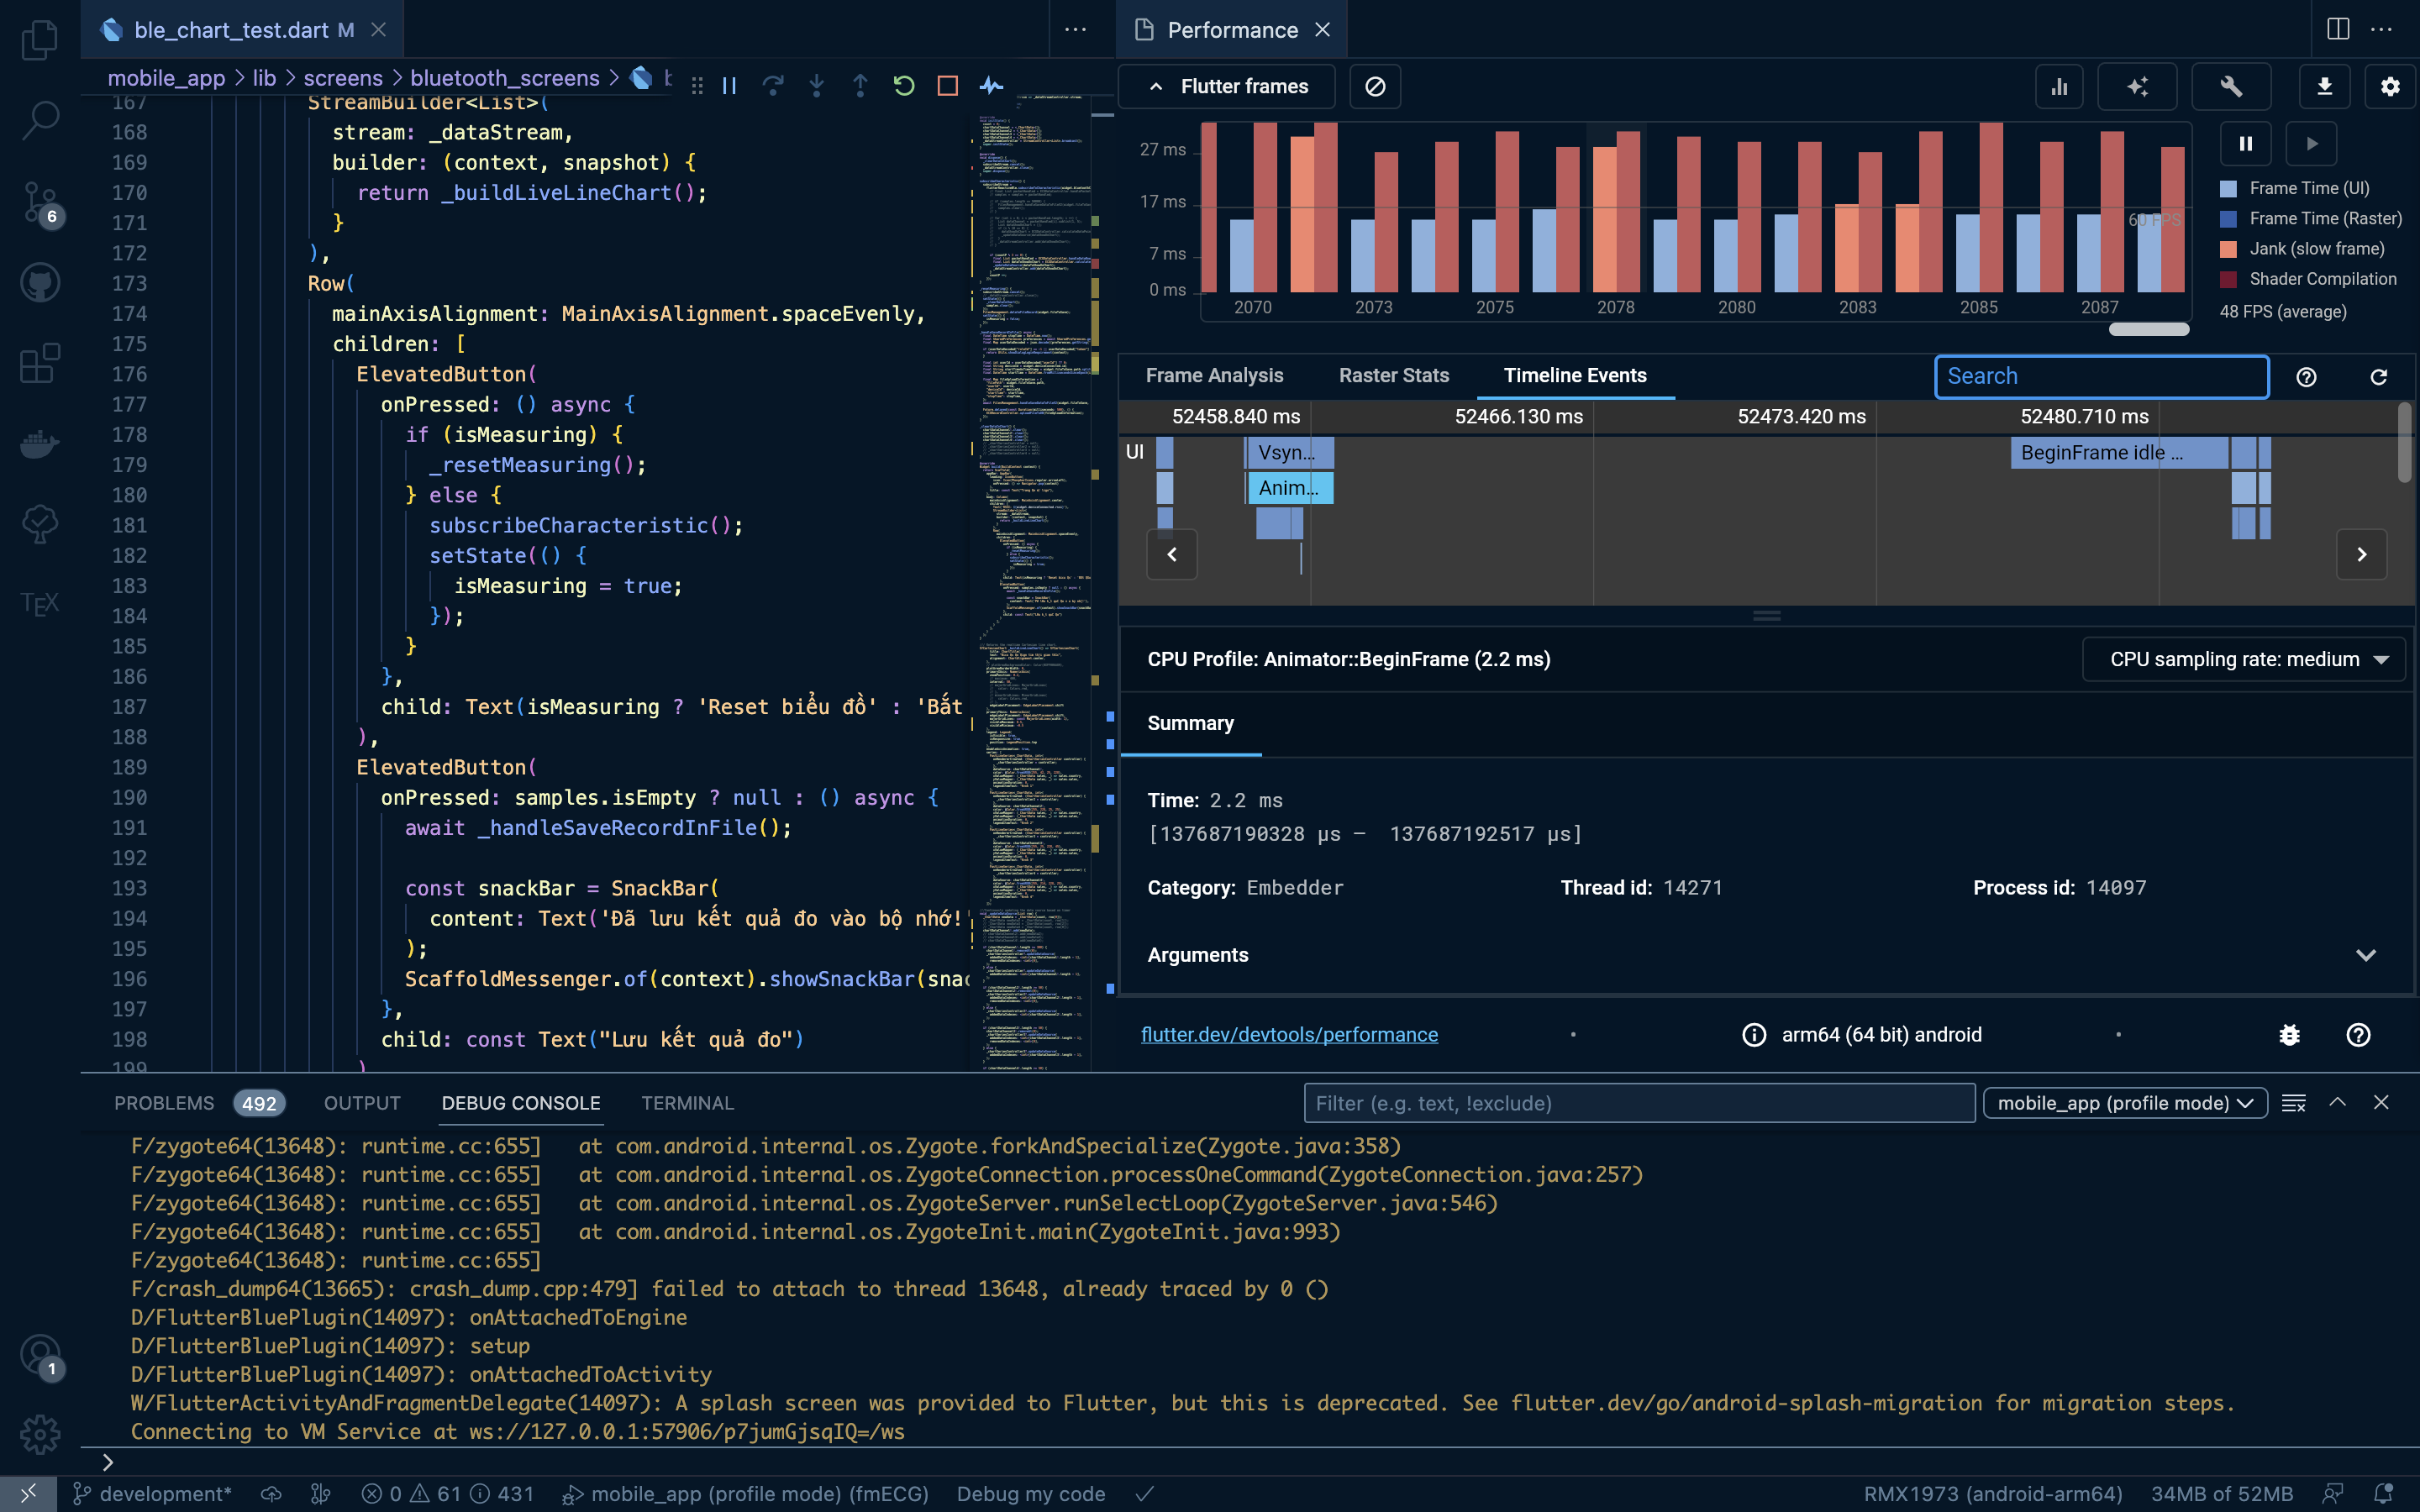 ble_chart_test.dart M
Performance
mobile_app > lib > screens > bluetooth_screens >
Flutter frames
167 StreamBuilder<List>(
168 stream: _dataStream,
169 builder: (context, snapshot) {
170 return _buildLiveLineChart();
171 }
172 ),
173 Row(
174 mainAxisAlignment: MainAxisAlignment.spaceEvenly,
175 children: [
176 ElevatedButton(
177 onPressed: () async {
178 if (isMeasuring) {
179 _resetMeasuring();
180 } else {
181 subscribeCharacteristic();
182 setState(() {
183 isMeasuring = true;
184 });
185 }
186 },
187 child: Text(isMeasuring ? 'Reset biểu đồ' : 'Bắt
188 ),
189 ElevatedButton(
190 onPressed: samples.isEmpty ? null : () async {
191 await _handleSaveRecordInFile();
192
193 const snackBar = SnackBar(
194 content: Text('Đã lưu kết quả đo vào bộ nhớ!'
195 );
196 ScaffoldMessenger.of(context).showSnackBar(snac
197 },
198 child: const Text("Lưu kết quả đo")
199 )
27 ms
17 ms
7 ms
0 ms
60 FPS
2070 2073 2075 2078 2080 2083 2085 2087
Frame Time (UI)
Frame Time (Raster)
Jank (slow frame)
Shader Compilation
48 FPS (average)
Frame Analysis Raster Stats Timeline Events Search
52458.840 ms 52466.130 ms 52473.420 ms 52480.710 ms
UI Vsyn... BeginFrame idle ...
Anim...
CPU Profile: Animator::BeginFrame (2.2 ms) CPU sampling rate: medium
Summary
Time: 2.2 ms
[137687190328 µs — 137687192517 µs]
Category: Embedder Thread id: 14271 Process id: 14097
Arguments
flutter.dev/devtools/performance • arm64 (64 bit) android •
6
TEX
1
PROBLEMS 492 OUTPUT DEBUG CONSOLE TERMINAL Filter (e.g. text, !exclude) mobile_app (profile mode)
F/zygote64(13648): runtime.cc:655] at com.android.internal.os.Zygote.forkAndSpecialize(Zygote.java:358)
F/zygote64(13648): runtime.cc:655] at com.android.internal.os.ZygoteConnection.processOneCommand(ZygoteConnection.java:257)
F/zygote64(13648): runtime.cc:655] at com.android.internal.os.ZygoteServer.runSelectLoop(ZygoteServer.java:546)
F/zygote64(13648): runtime.cc:655] at com.android.internal.os.ZygoteInit.main(ZygoteInit.java:993)
F/zygote64(13648): runtime.cc:655]
F/crash_dump64(13665): crash_dump.cpp:479] failed to attach to thread 13648, already traced by 0 ()
D/FlutterBluePlugin(14097): onAttachedToEngine
D/FlutterBluePlugin(14097): setup
D/FlutterBluePlugin(14097): onAttachedToActivity
W/FlutterActivityAndFragmentDelegate(14097): A splash screen was provided to Flutter, but this is deprecated. See flutter.dev/go/android-splash-migration for migration steps.
Connecting to VM Service at ws://127.0.0.1:57906/p7jumGjsqIQ=/ws
>
development* 0 61 431 mobile_app (profile mode) (fmECG) Debug my code RMX1973 (android-arm64) 34MB of 52MB